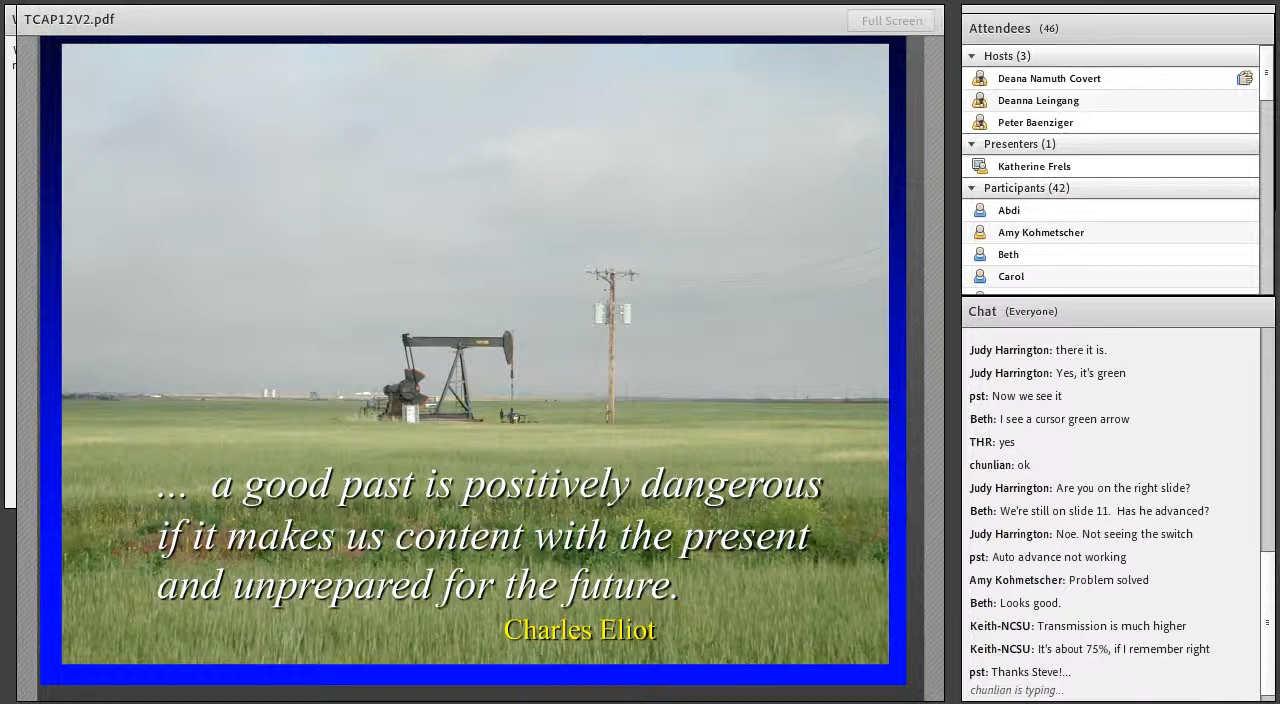 TCAP12V2.pdf
Full Screen
... a good past is positively dangerous
if it makes us content with the present
and unprepared for the future.
Charles Eliot
Attendees (46)
Hosts (3)
Deana Namuth Covert
Deanna Leingang
Peter Baenziger
Presenters (1)
Katherine Frels
Participants (42)
Abdi
Amy Kohmetscher
Beth
Carol
Chat (Everyone)
Judy Harrington: there it is.
Judy Harrington: Yes, it's green
pst: Now we see it
Beth: I see a cursor green arrow
THR: yes
chunlian: ok
Judy Harrington: Are you on the right slide?
Beth: We're still on slide 11. Has he advanced?
Judy Harrington: Noe. Not seeing the switch
pst: Auto advance not working
Amy Kohmetscher: Problem solved
Beth: Looks good.
Keith-NCSU: Transmission is much higher
Keith-NCSU: It's about 75%, if I remember right
pst: Thanks Steve!...
chunlian is typing...